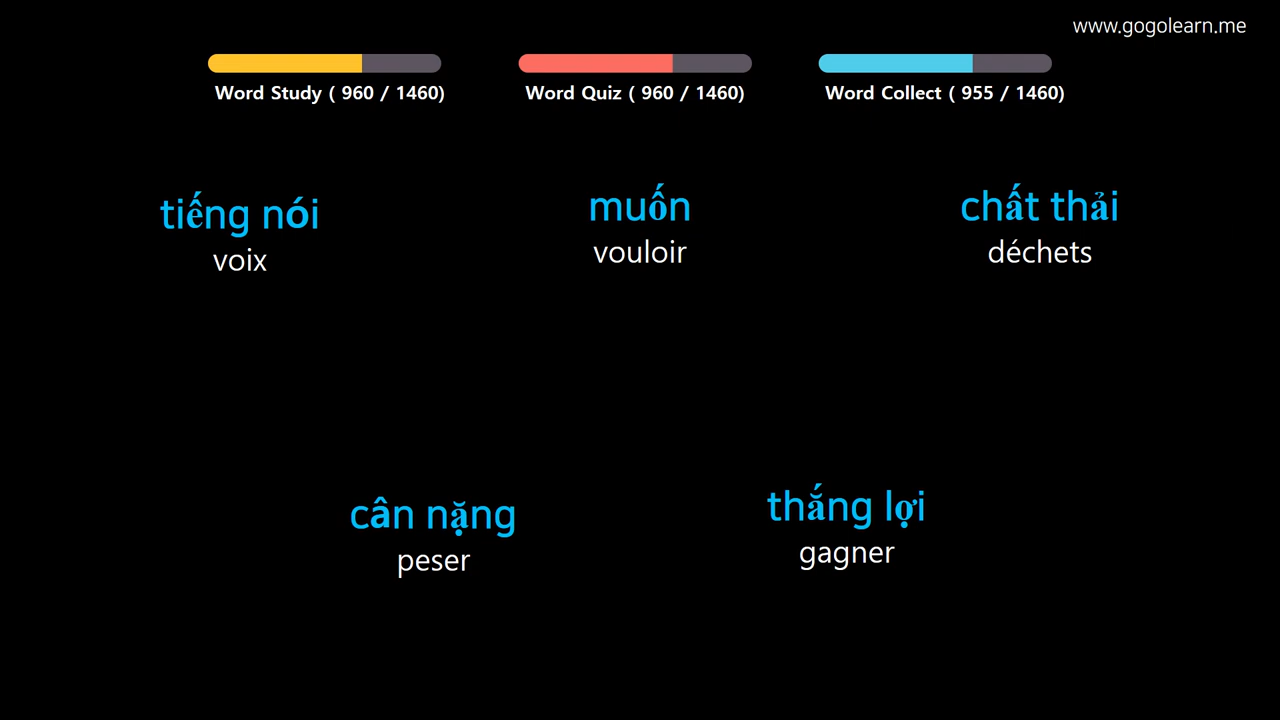 www.gogolearn.me
Word Study ( 960 / 1460)
Word Quiz ( 960 / 1460)
Word Collect ( 955 / 1460)
tiếng nói
voix
muốn
vouloir
chất thải
déchets
cân nặng
peser
thắng lợi
gagner